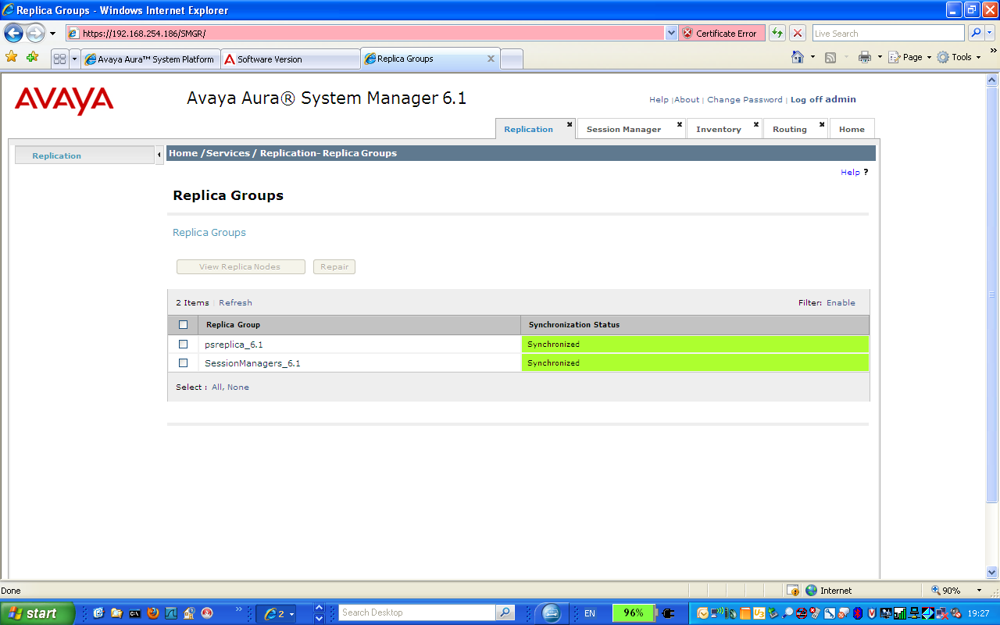 Replica Groups - Windows Internet Explorer
https://192.168.254.186/SMGR/
Certificate Error
Live Search
Avaya Aura™ System Platform
Software Version
Replica Groups
Page
Tools
AVAYA
Avaya Aura® System Manager 6.1
Help | About | Change Password | Log off admin
Replication
Session Manager
Inventory
Routing
Home
Replication
Home /Services / Replication- Replica Groups
Help ?
Replica Groups
Replica Groups
View Replica Nodes
Repair
2 Items | Refresh
Filter: Enable
Replica Group
Synchronization Status
psreplica_6.1
Synchronized
SessionManagers_6.1
Synchronized
Select : All, None
Done
Internet
90%
start
2
Search Desktop
EN
96%
19:27